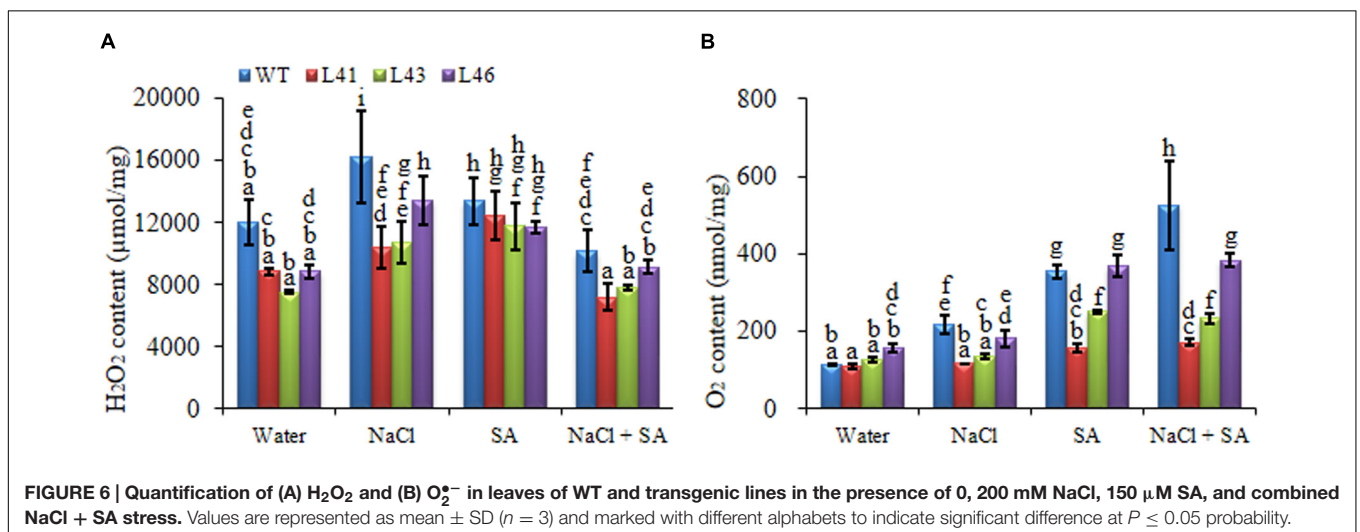 A
B
WT L41 L43 L46
H₂O₂ content (µmol/mg)
20000
16000
12000
8000
4000
0
e d c b a
c b a
b a
d c b a
i
f e d
g f e
h
h
h g
h g f
h g f
f e d c
a
b a
e d c b
Water NaCl SA NaCl + SA
O₂ content (nmol/mg)
800
600
400
200
0
b a
a
b a
d c b
f e
b a
c b a
e d
g
d c b
f
g
h
d c
f
g
Water NaCl SA NaCl + SA
FIGURE 6 | Quantification of (A) H₂O₂ and (B) O₂•− in leaves of WT and transgenic lines in the presence of 0, 200 mM NaCl, 150 µM SA, and combined
NaCl + SA stress. Values are represented as mean ± SD (n = 3) and marked with different alphabets to indicate significant difference at P ≤ 0.05 probability.